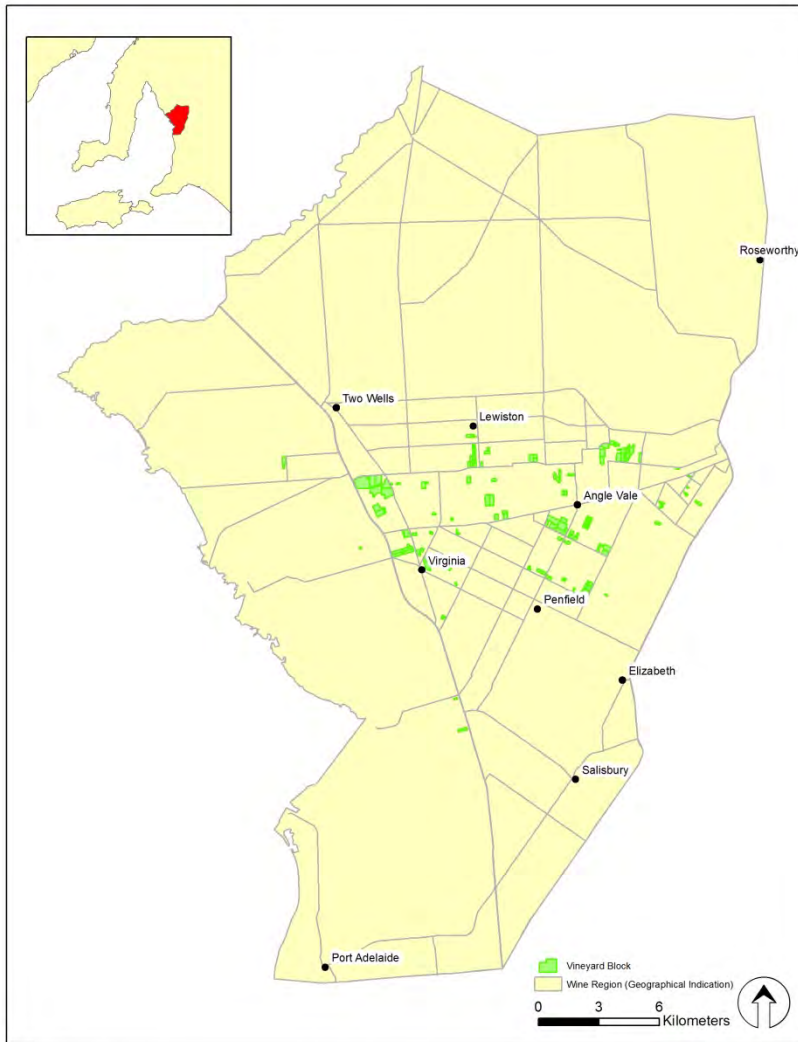 Roseworthy
Two Wells
Lewiston
Angle Vale
Virginia
Penfield
Elizabeth
Salisbury
Port Adelaide
Vineyard Block
Wine Region (Geographical Indication)
0 3 6
Kilometers